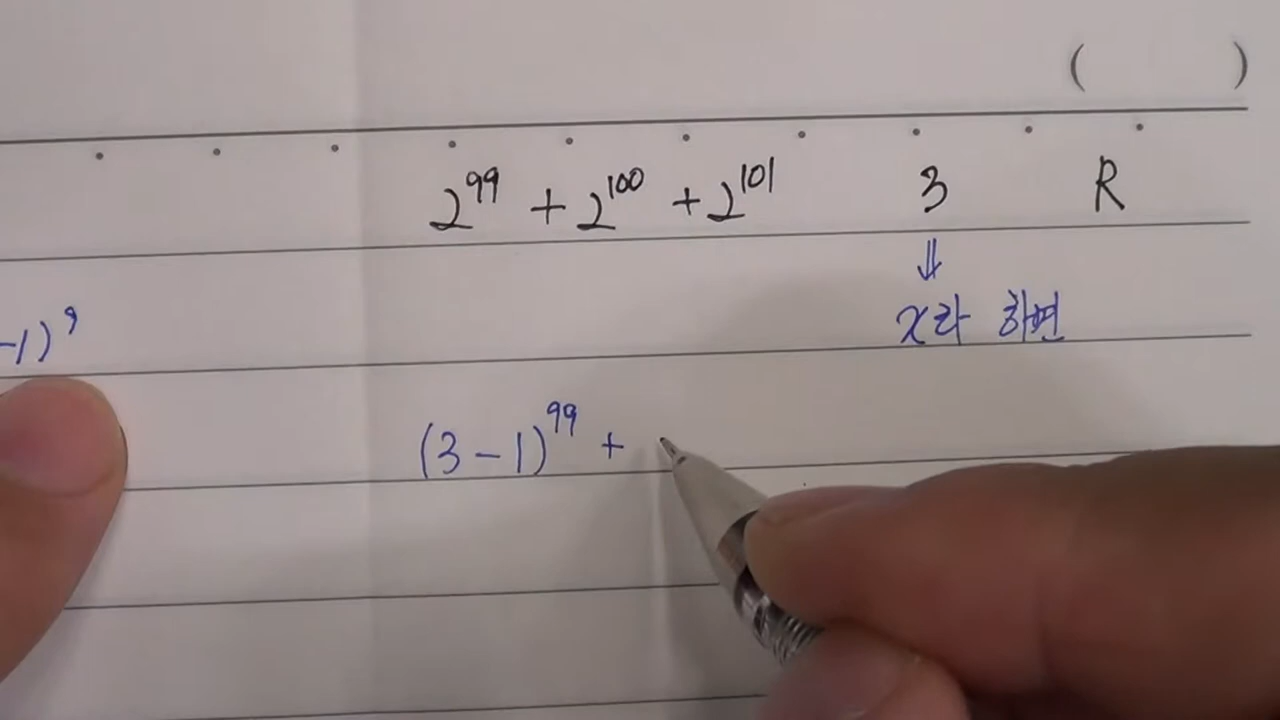 ( )
2^99 + 2^100 + 2^101 3 R
⇓
-1)^9 x라 하면
(3-1)^99 +